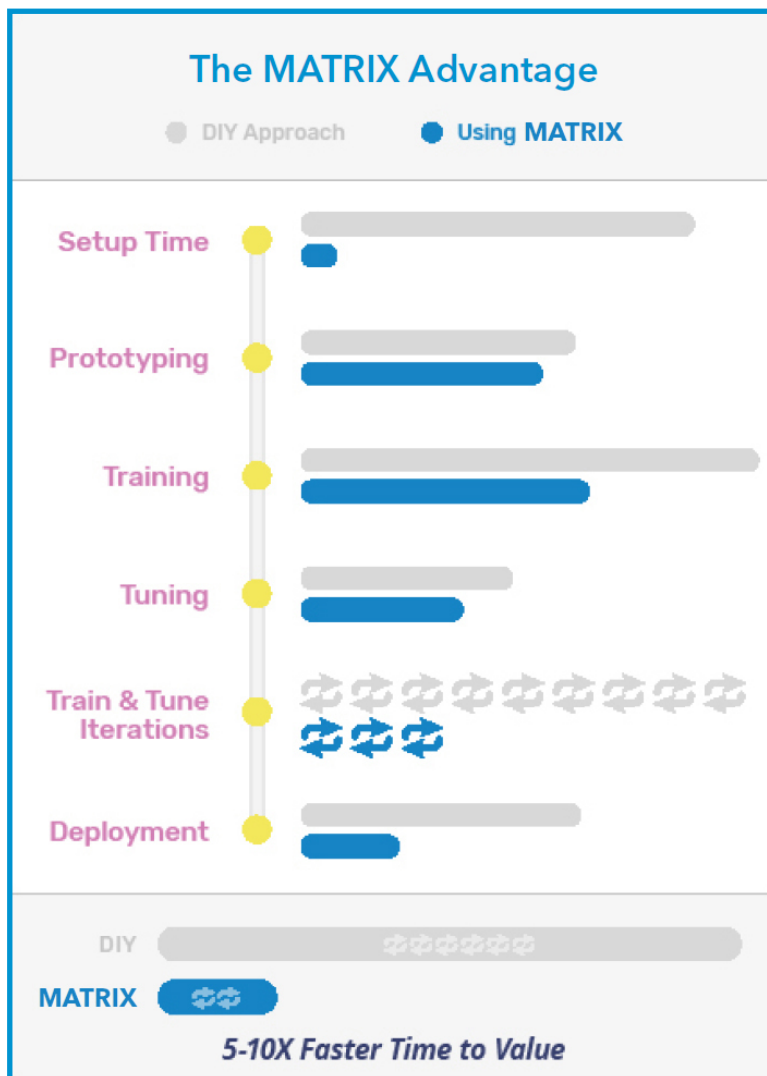 The MATRIX Advantage
DIY Approach
Using MATRIX
Setup Time
Prototyping
Training
Tuning
Train & Tune
Iterations
Deployment
DIY
MATRIX
5-10X Faster Time to Value